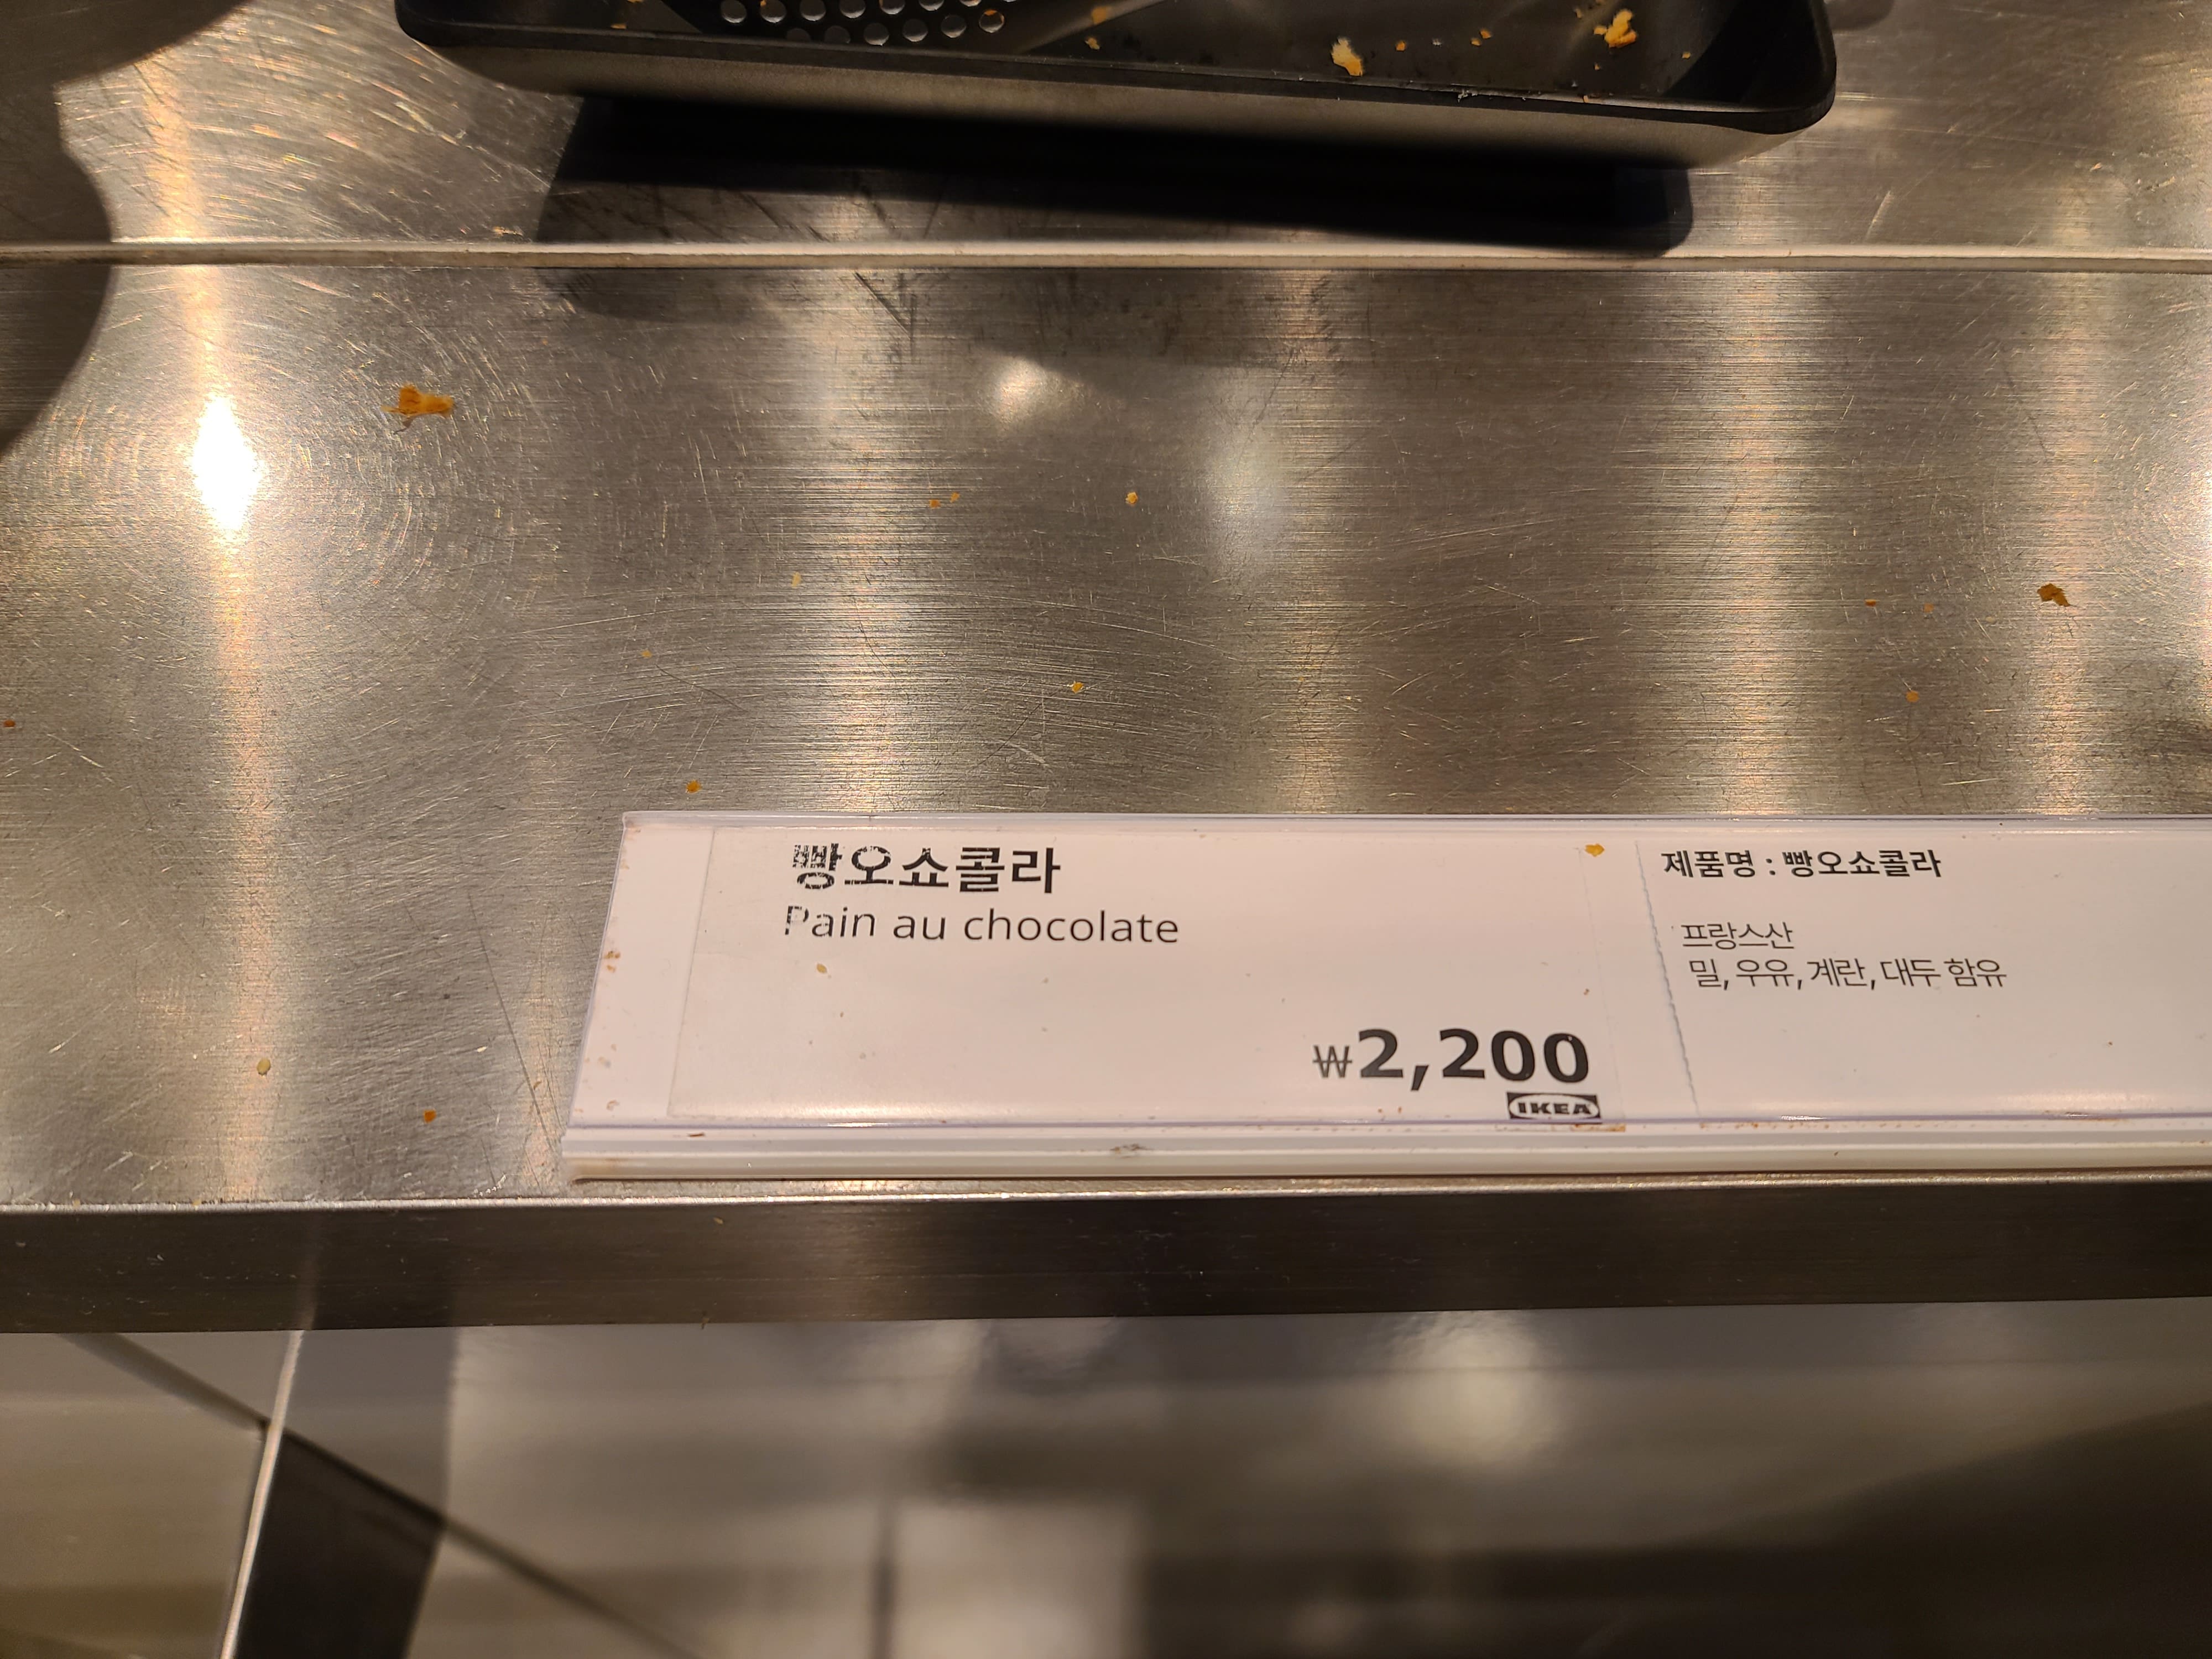 빵오쇼콜라
Pain au chocolate
₩2,200
IKEA
제품명 : 빵오쇼콜라
프랑스산
밀, 우유, 계란, 대두 함유